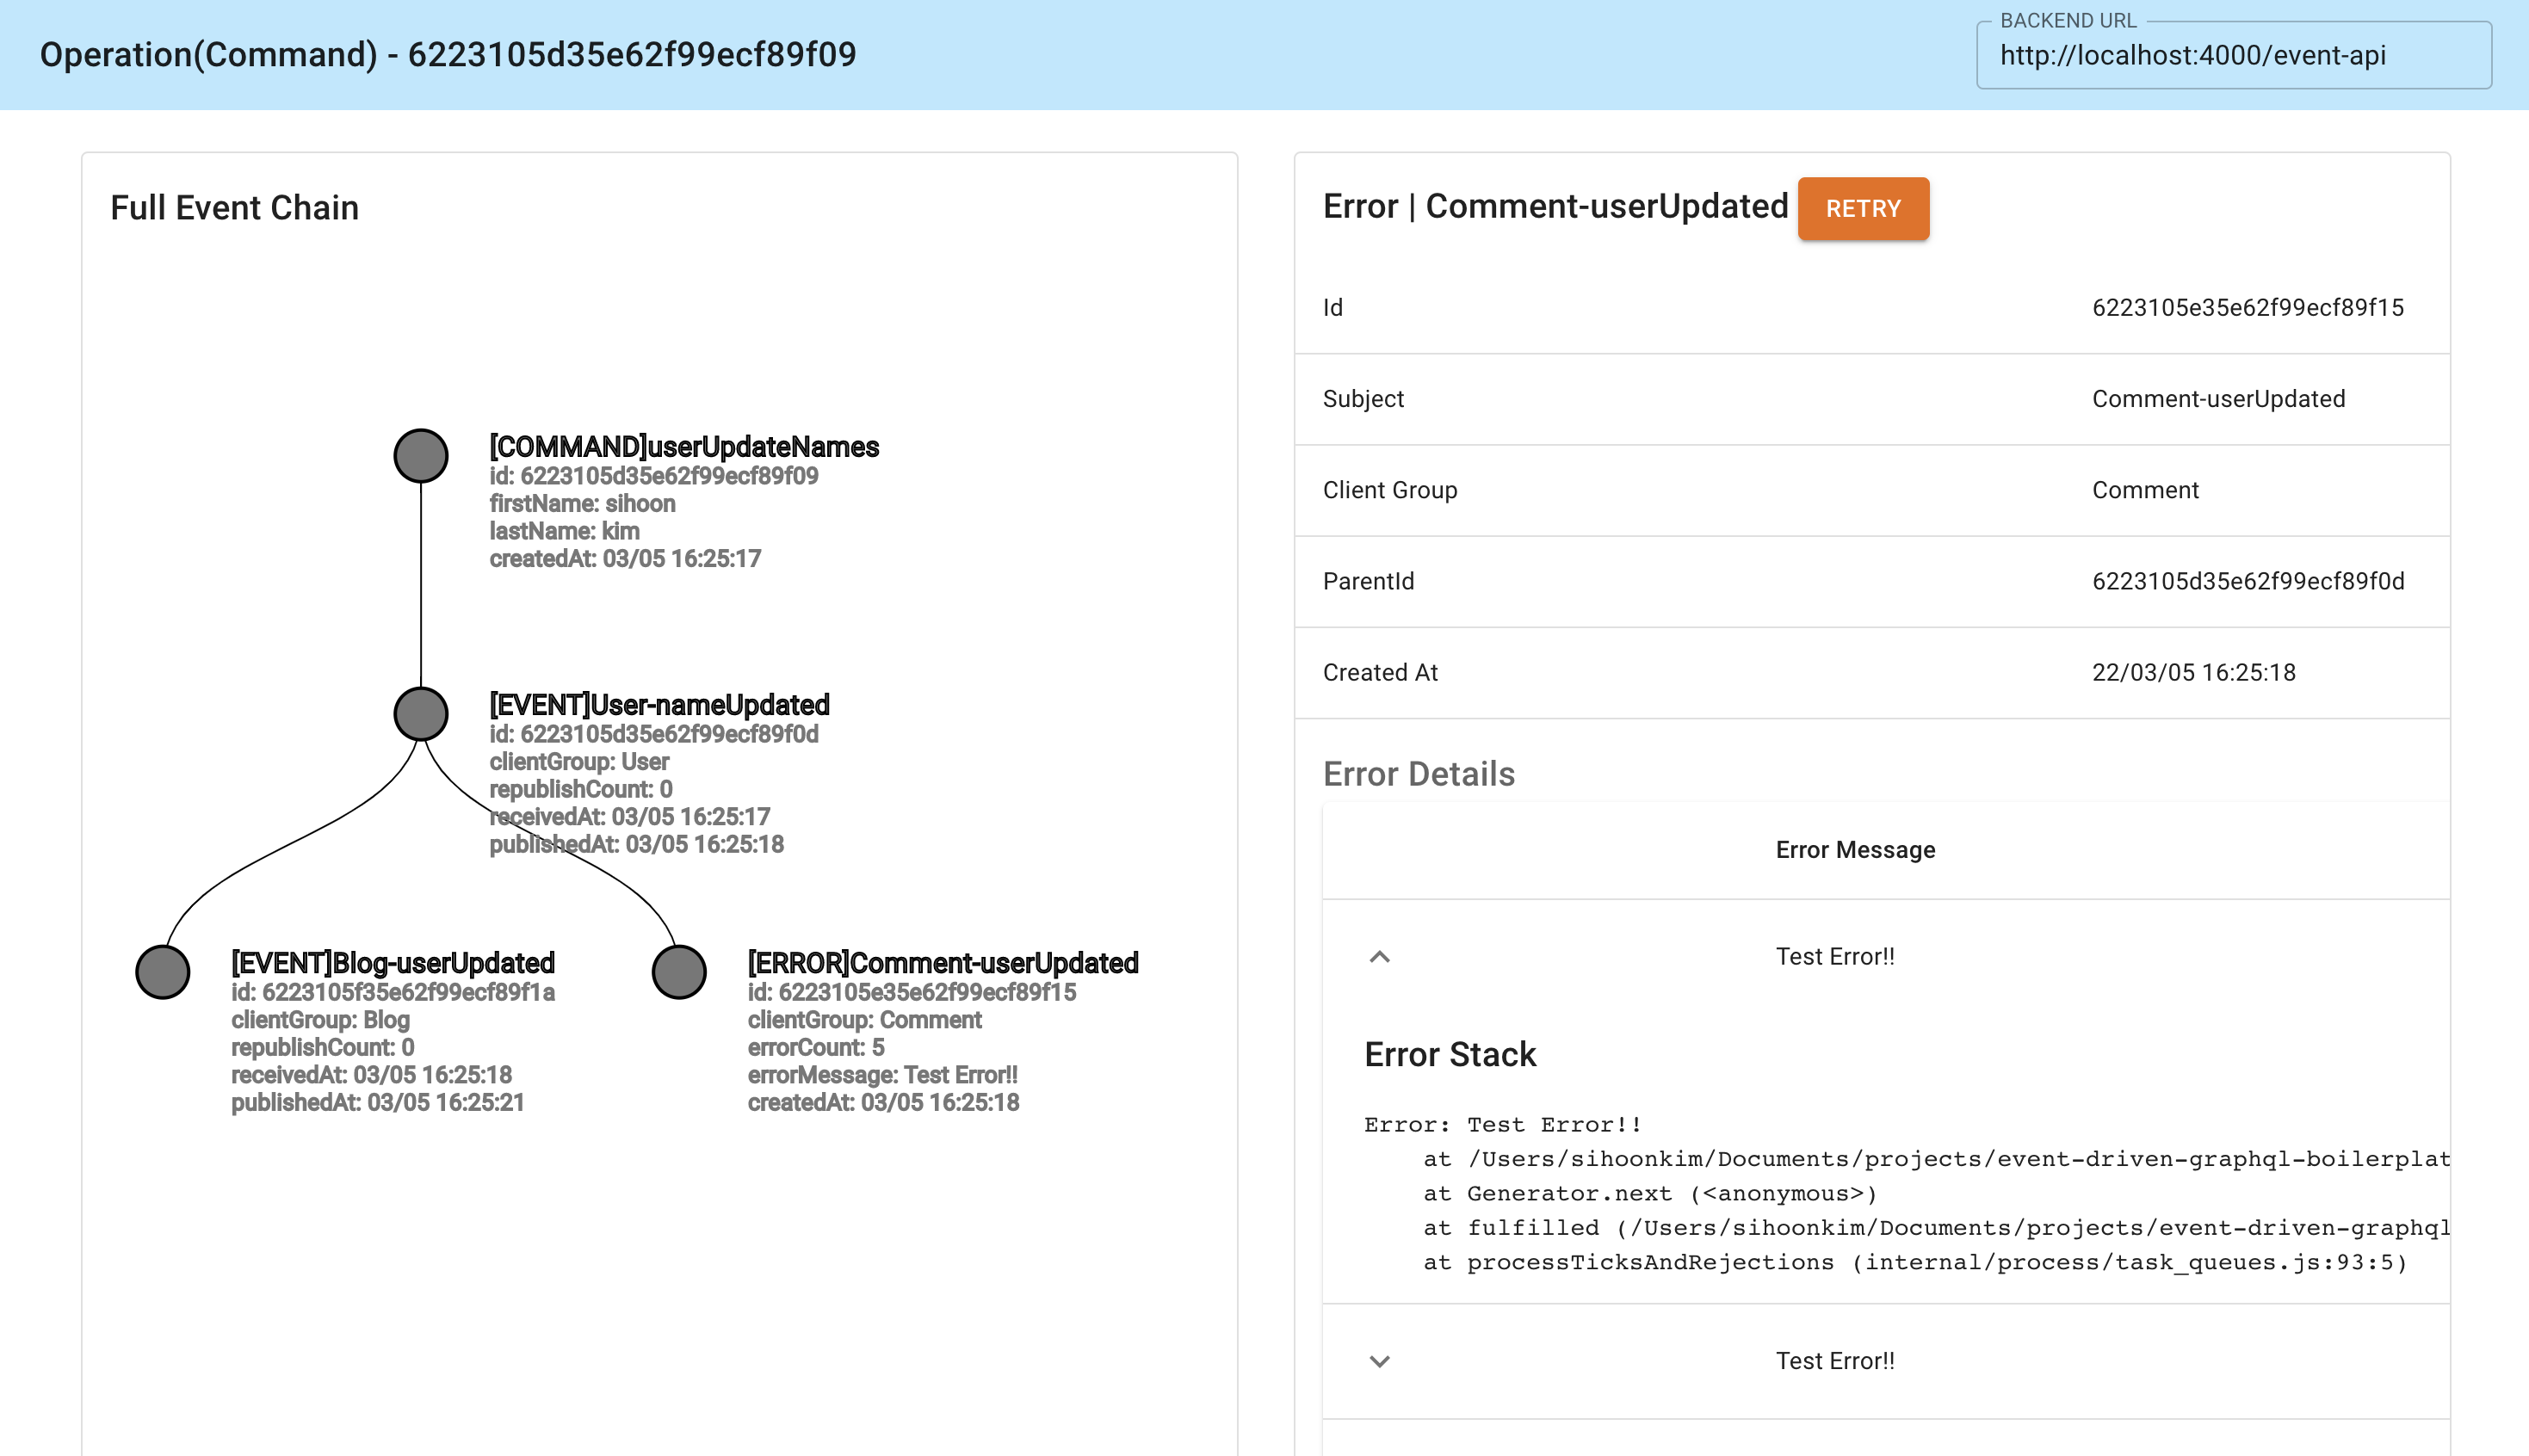 Operation(Command) - 6223105d35e62f99ecf89f09
BACKEND URL
http://localhost:4000/event-api
Full Event Chain
[COMMAND]userUpdateNames
id: 6223105d35e62f99ecf89f09
firstName: sihoon
lastName: kim
createdAt: 03/05 16:25:17
[EVENT]User-nameUpdated
id: 6223105d35e62f99ecf89f0d
clientGroup: User
republishCount: 0
receivedAt: 03/05 16:25:17
publishedAt: 03/05 16:25:18
[EVENT]Blog-userUpdated
id: 6223105f35e62f99ecf89f1a
clientGroup: Blog
republishCount: 0
receivedAt: 03/05 16:25:18
publishedAt: 03/05 16:25:21
[ERROR]Comment-userUpdated
id: 6223105e35e62f99ecf89f15
clientGroup: Comment
errorCount: 5
errorMessage: Test Error!!
createdAt: 03/05 16:25:18
Error | Comment-userUpdated
RETRY
Id 6223105e35e62f99ecf89f15
Subject Comment-userUpdated
Client Group Comment
ParentId 6223105d35e62f99ecf89f0d
Created At 22/03/05 16:25:18
Error Details
Error Message
Test Error!!
Error Stack
Error: Test Error!!
at /Users/sihoonkim/Documents/projects/event-driven-graphql-boilerplat
at Generator.next (<anonymous>)
at fulfilled (/Users/sihoonkim/Documents/projects/event-driven-graphql
at processTicksAndRejections (internal/process/task_queues.js:93:5)
Test Error!!